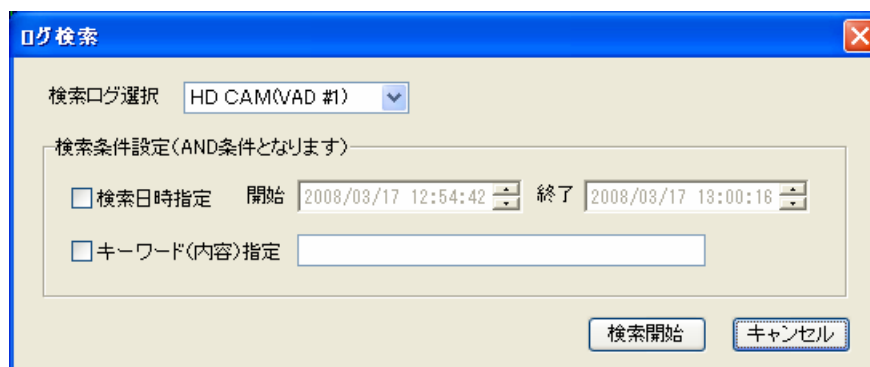 ログ検索
検索ログ選択 HD CAM(VAD #1)
検索条件設定(AND条件となります)
検索日時指定 開始 2008/03/17 12:54:42 終了 2008/03/17 13:00:16
キーワード(内容)指定
検索開始 キャンセル